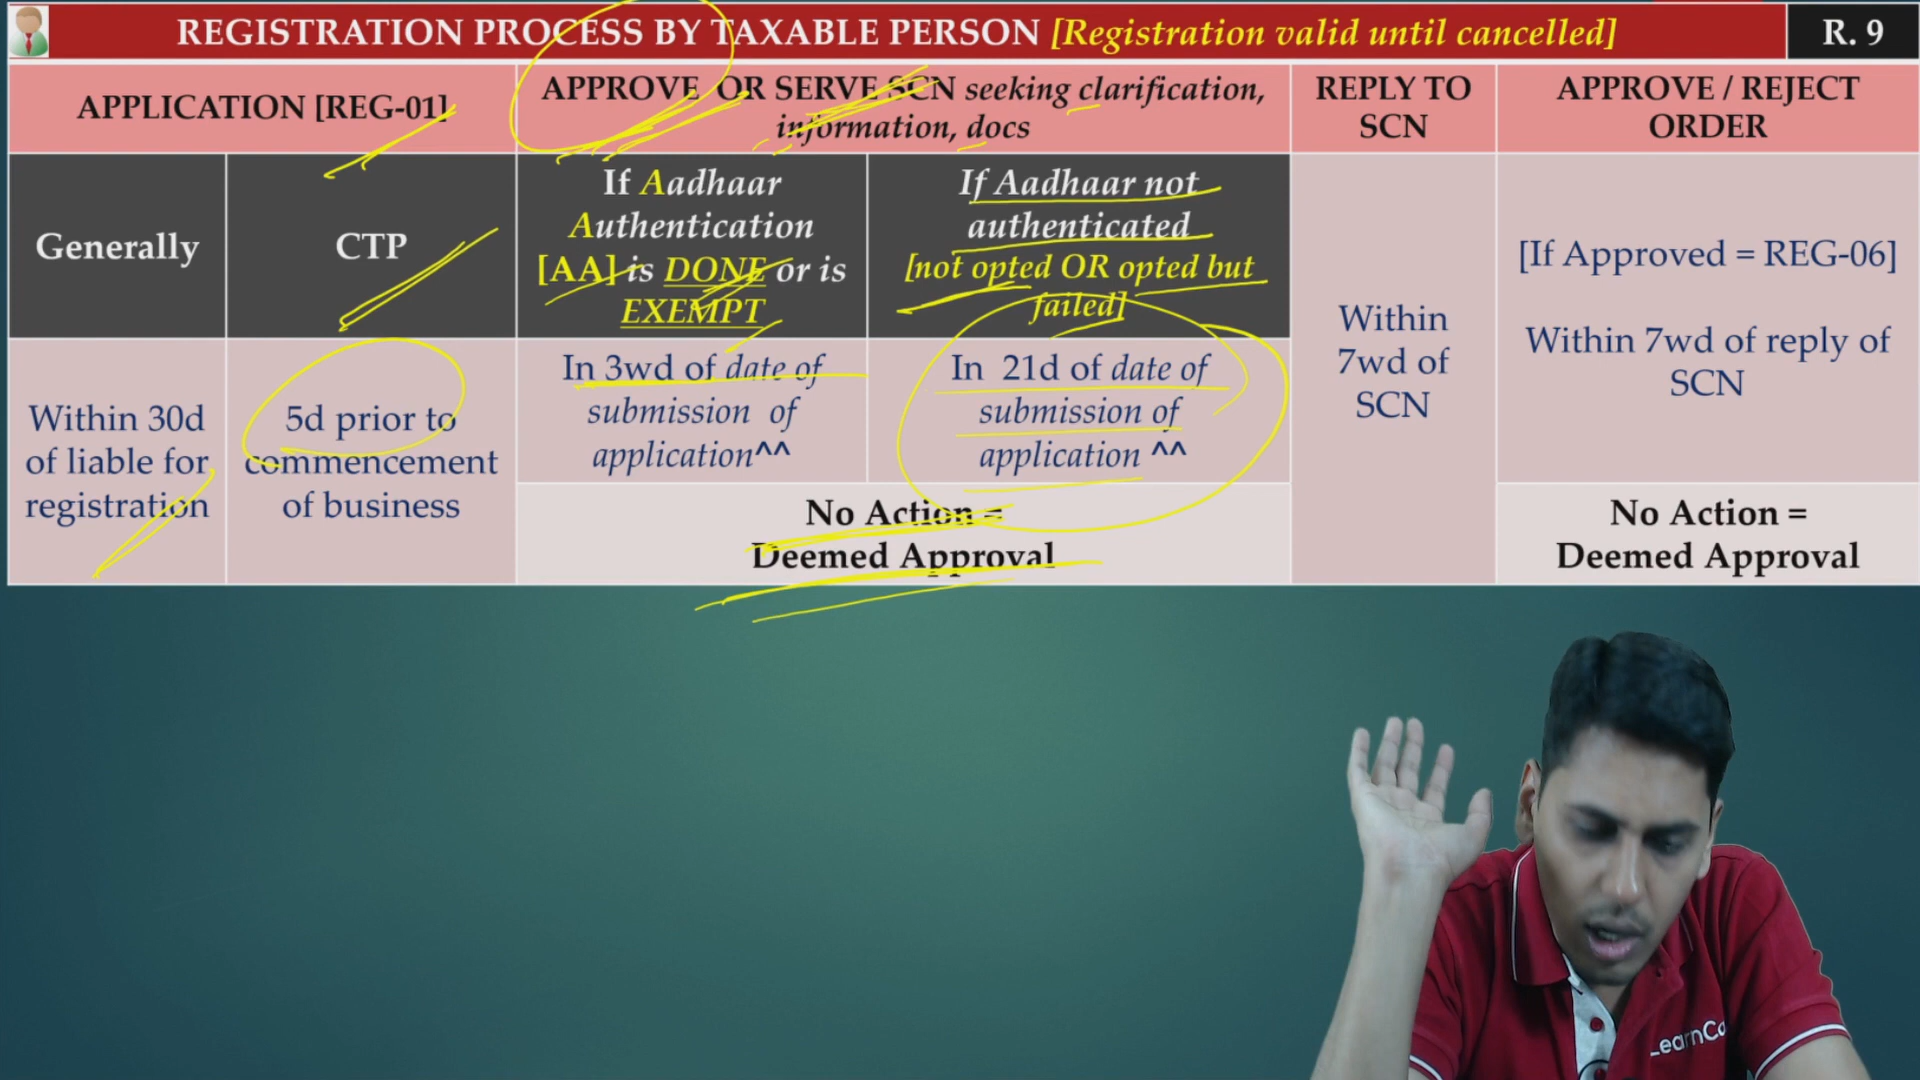 REGISTRATION PROCESS BY TAXABLE PERSON [Registration valid until cancelled]
R. 9
APPLICATION [REG-01]
APPROVE OR SERVE SCN seeking clarification,
information, docs
REPLY TO
SCN
APPROVE / REJECT
ORDER
Generally
CTP
If Aadhaar
Authentication
[AA] is DONE or is
EXEMPT
If Aadhaar not
authenticated
[not opted OR opted but
failed]
Within 30d
of liable for
registration
5d prior to
commencement
of business
In 3wd of date of
submission of
application^^
In 21d of date of
submission of
application ^^
No Action =
Deemed Approval
Within
7wd of
SCN
[If Approved = REG-06]
Within 7wd of reply of
SCN
No Action =
Deemed Approval
LearnCa